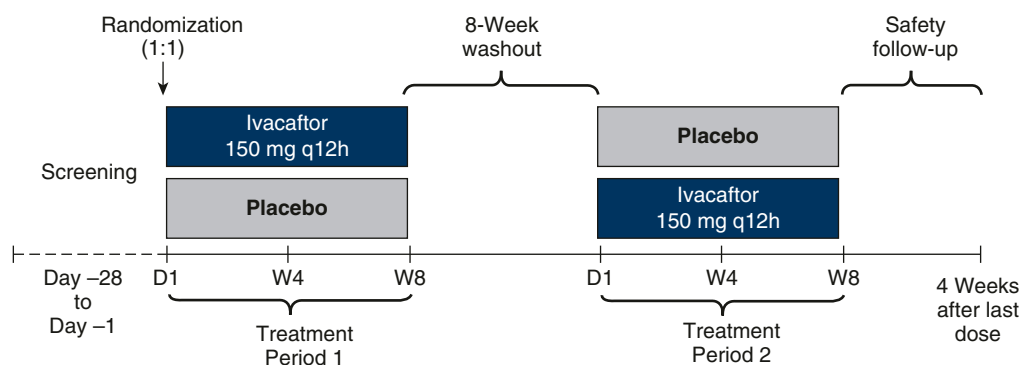 Randomization
(1:1)
8-Week
washout
Safety
follow-up
Screening
Ivacaftor
150 mg q12h
Placebo
Placebo
Ivacaftor
150 mg q12h
Day –28
to
Day –1
D1
W4
W8
D1
W4
W8
4 Weeks
after last
dose
Treatment
Period 1
Treatment
Period 2